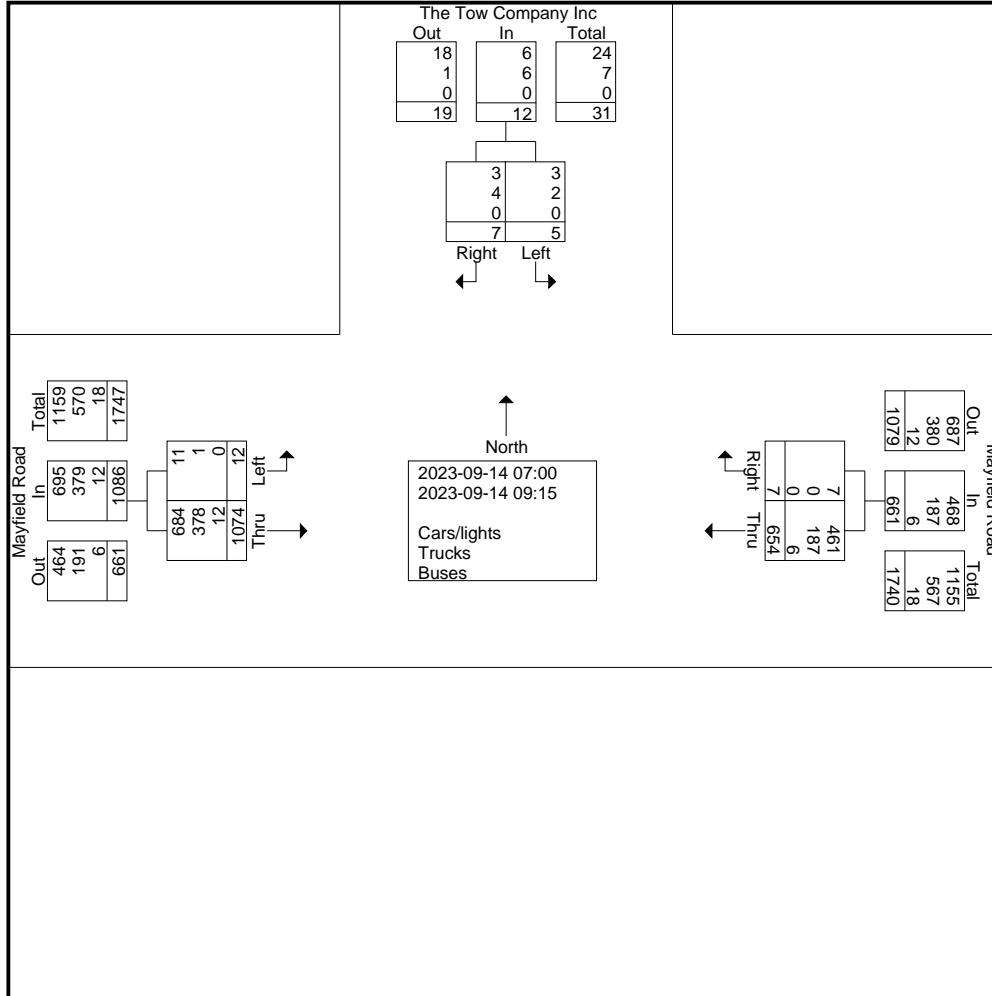 The Tow Company Inc
Out In Total
18 6 24
1 6 7
0 0 0
19 12 31
3 3
4 2
0 0
7 5
Right Left
Mayfield Road
Total
1159
570
18
1747
In
695
379
12
1086
Out
464
191
6
661
Left
11
1
0
12
Thru
684
378
12
1074
North
2023-09-14 07:00
2023-09-14 09:15
Cars/lights
Trucks
Buses
Right
7
0
0
7
Thru
461
187
6
654
Mayfield Road
Out
687
380
12
1079
In
468
187
6
661
Total
1155
567
18
1740